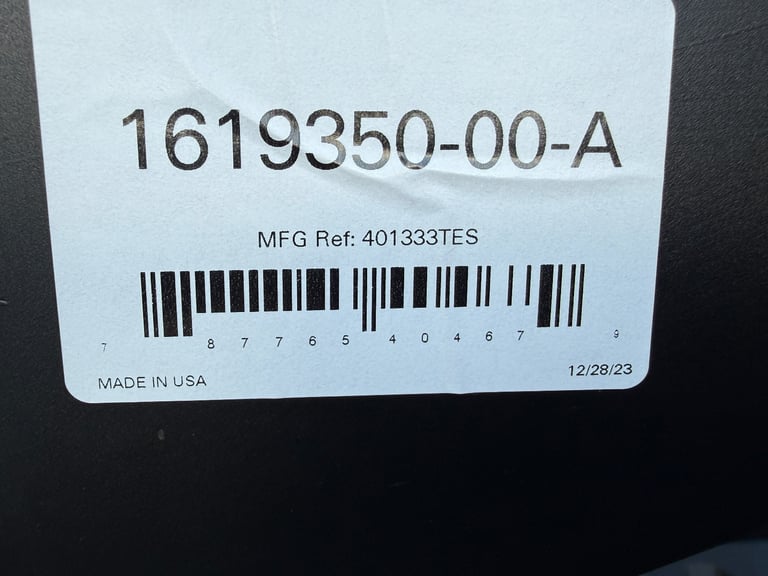 1619350-00-A
MFG Ref: 401333TES
7 87765 40467 9
MADE IN USA
12/28/23